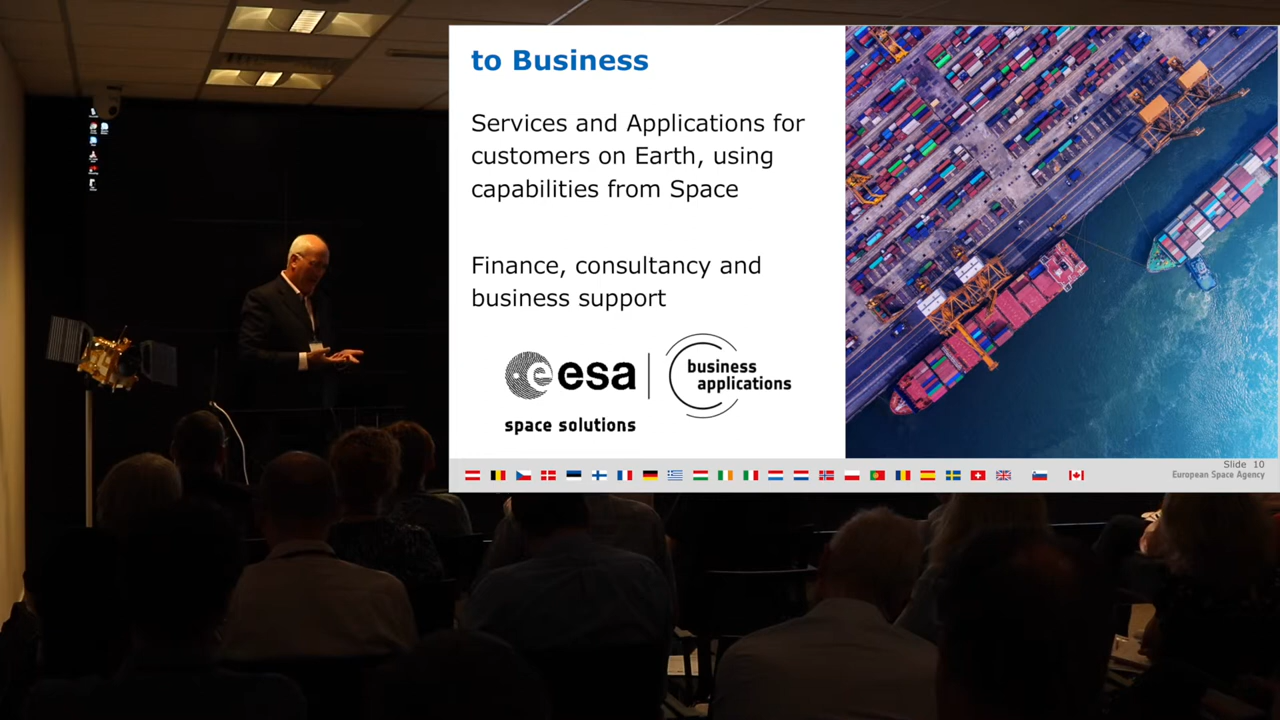 to Business
Services and Applications for
customers on Earth, using
capabilities from Space
Finance, consultancy and
business support
esa
space solutions
business
applications
Slide 10
European Space Agency